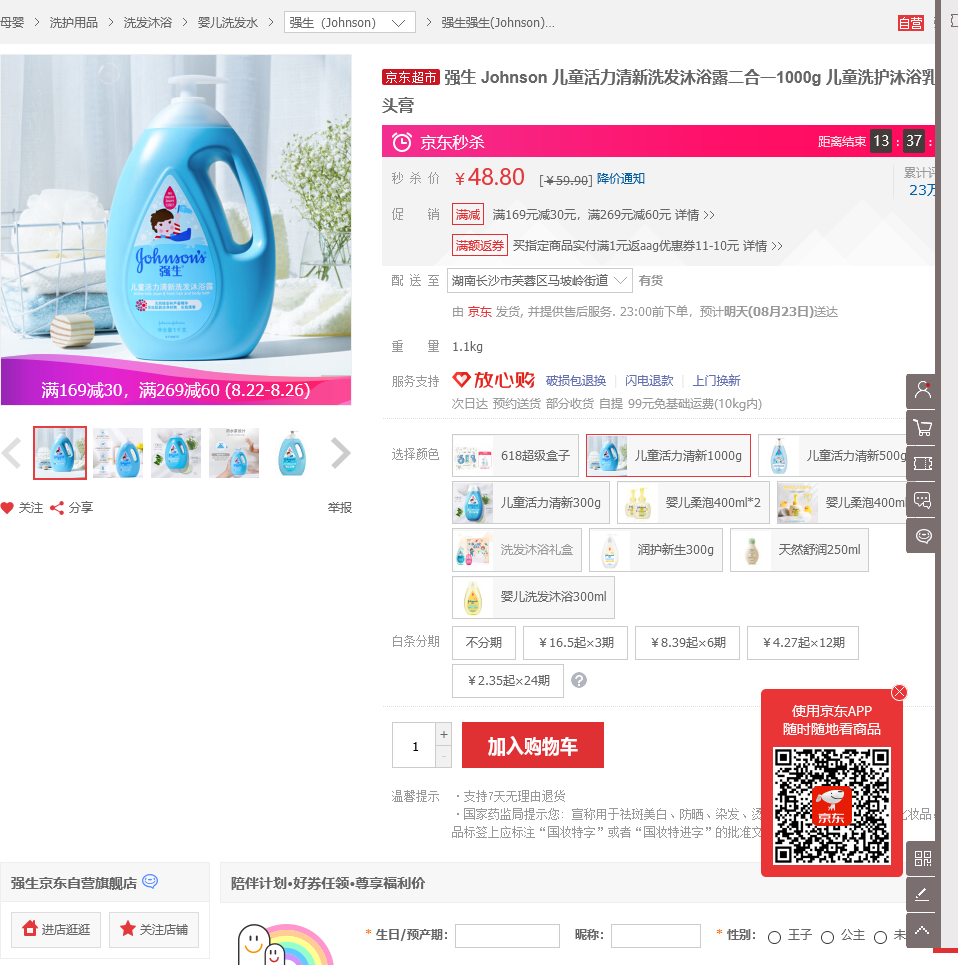 母婴 > 洗护用品 > 洗发沐浴 > 婴儿洗发水 > 强生（Johnson） > 强生强生(Johnson)...
自营
Johnson's
强生
儿童活力清新洗发沐浴露
满169减30，满269减60 (8.22-8.26)
关注 分享 举报
京东超市 强生 Johnson 儿童活力清新洗发沐浴露二合一1000g 儿童洗护沐浴乳
头膏
京东秒杀 距离结束 13 : 37 :
秒杀价 ￥48.80 [￥59.90] 降价通知 累计评
23万
促销 满减 满169元减30元，满269元减60元 详情 >>
满额返券 买指定商品实付满1元返aag优惠券11-10元 详情 >>
配送至 湖南长沙市芙蓉区马坡岭街道 有货
由 京东 发货, 并提供售后服务. 23:00前下单，预计明天(08月23日)送达
重量 1.1kg
服务支持 放心购 破损包退换 闪电退款 上门换新
次日达 预约送货 部分收货 自提 99元免基础运费(10kg内)
选择颜色 618超级盒子 儿童活力清新1000g 儿童活力清新500g
儿童活力清新300g 婴儿柔泡400ml*2 婴儿柔泡400m
洗发沐浴礼盒 润护新生300g 天然舒润250ml
婴儿洗发沐浴300ml
白条分期 不分期 ￥16.5起×3期 ￥8.39起×6期 ￥4.27起×12期
￥2.35起×24期 ?
1 + - 加入购物车
温馨提示 ·支持7天无理由退货
·国家药监局提示您：宣称用于祛斑美白、防晒、染发、烫
化妆品
品标签上应标注“国妆特字”或者“国妆特进字”的批准文
使用京东APP
随时随地看商品
京东
强生京东自营旗舰店
进店逛逛 关注店铺
陪伴计划•好券任领•尊享福利价
* 生日/预产期： 昵称： * 性别： 王子 公主 未